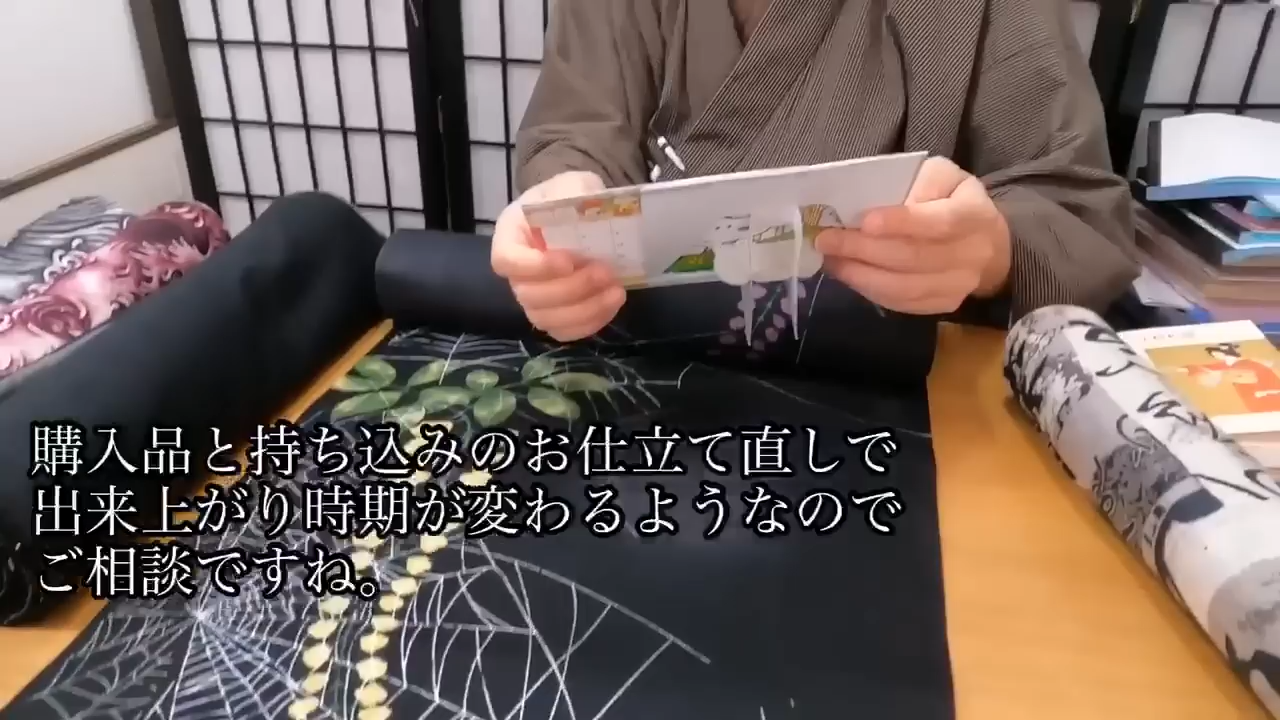 購入品と持ち込みのお仕立て直しで
出来上がり時期が変わるようなので
ご相談ですね。